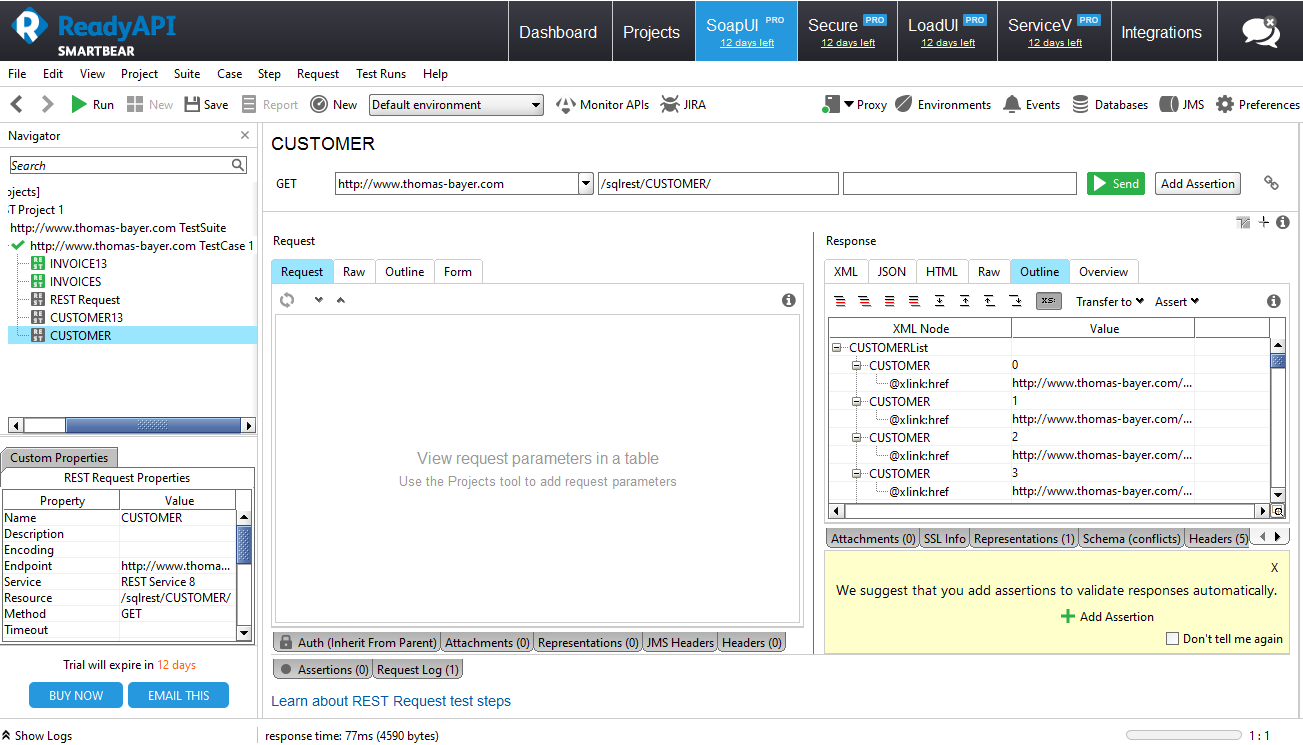 ReadyAPI
SMARTBEAR
Dashboard
Projects
SoapUI PRO
12 days left
Secure PRO
12 days left
LoadUI PRO
12 days left
ServiceV PRO
12 days left
Integrations
File Edit View Project Suite Case Step Request Test Runs Help
Run New Save Report New Default environment Monitor APIs JIRA Proxy Environments Events Databases JMS Preferences
Navigator
Search
ojects]
ST Project 1
http://www.thomas-bayer.com TestSuite
http://www.thomas-bayer.com TestCase 1
REST INVOICE13
REST INVOICES
REST REST Request
REST CUSTOMER13
REST CUSTOMER
Custom Properties
REST Request Properties
Property Value
Name CUSTOMER
Description
Encoding
Endpoint http://www.thoma...
Service REST Service 8
Resource /sqlrest/CUSTOMER/
Method GET
Timeout
Trial will expire in 12 days
BUY NOW EMAIL THIS
CUSTOMER
GET http://www.thomas-bayer.com /sqlrest/CUSTOMER/ Send Add Assertion
Request
Request Raw Outline Form
View request parameters in a table
Use the Projects tool to add request parameters
Auth (Inherit From Parent) Attachments (0) Representations (0) JMS Headers Headers (0)
Assertions (0) Request Log (1)
Learn about REST Request test steps
Response
XML JSON HTML Raw Outline Overview
XS: Transfer to Assert
XML Node Value
CUSTOMERList
CUSTOMER 0
@xlink:href http://www.thomas-bayer.com/...
CUSTOMER 1
@xlink:href http://www.thomas-bayer.com/...
CUSTOMER 2
@xlink:href http://www.thomas-bayer.com/...
CUSTOMER 3
@xlink:href http://www.thomas-bayer.com/...
Attachments (0) SSL Info Representations (1) Schema (conflicts) Headers (5)
X
We suggest that you add assertions to validate responses automatically.
Add Assertion
Don't tell me again
Show Logs
response time: 77ms (4590 bytes)
1 : 1